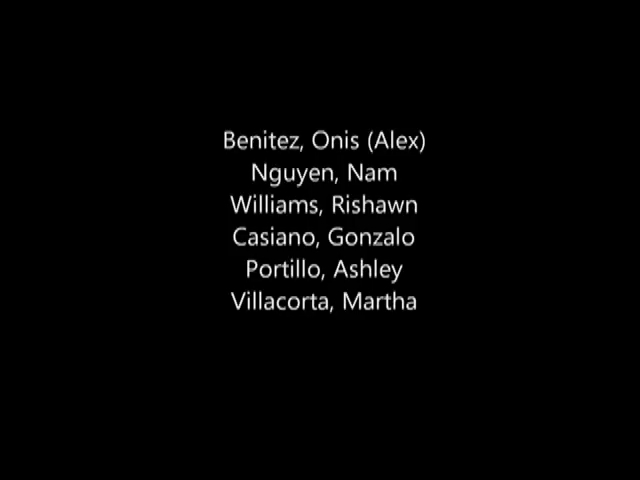 Benitez, Onis (Alex)
Nguyen, Nam
Williams, Rishawn
Casiano, Gonzalo
Portillo, Ashley
Villacorta, Martha